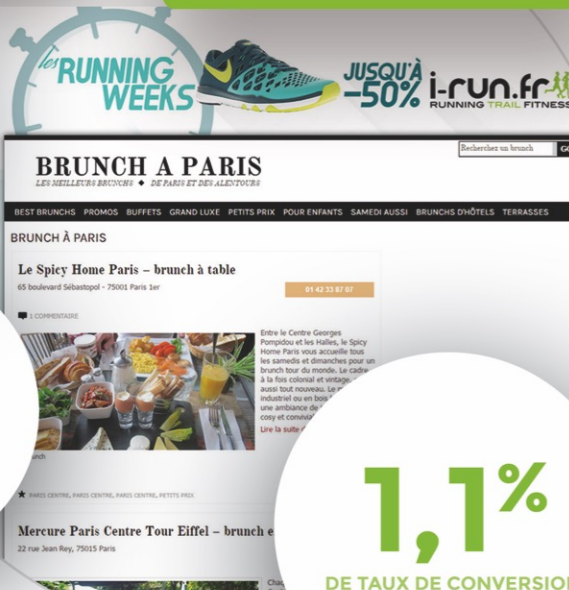 les RUNNING
WEEKS
JUSQU'À
-50%
i-run.fr
RUNNING TRAIL FITNESS
Recherchez un brunch GO
BRUNCH A PARIS
LES MEILLEURS BRUNCHS ◆ DE PARIS ET DES ALENTOURS
BEST BRUNCHS PROMOS BUFFETS GRAND LUXE PETITS PRIX POUR ENFANTS SAMEDI AUSSI BRUNCHS D'HÔTELS TERRASSES
BRUNCH À PARIS
Le Spicy Home Paris – brunch à table
65 boulevard Sébastopol - 75001 Paris 1er
01 42 33 87 07
1 COMMENTAIRE
Entre le Centre Georges
Pompidou et les Halles, le Spicy
Home Paris vous accueille tous
les samedis et dimanches pour un
brunch tour du monde. Le cadre
à la fois colonial et vintage,
aussi tout nouveau. Le
industriel ou en bois
une ambiance de
cosy et convivia
Lire la suite
unch
★ PARIS CENTRE, PARIS CENTRE, PARIS CENTRE, PETITS PRIX
Mercure Paris Centre Tour Eiffel – brunch e
22 rue Jean Rey, 75015 Paris
Chaq
1,1%
DE TAUX DE CONVERSION